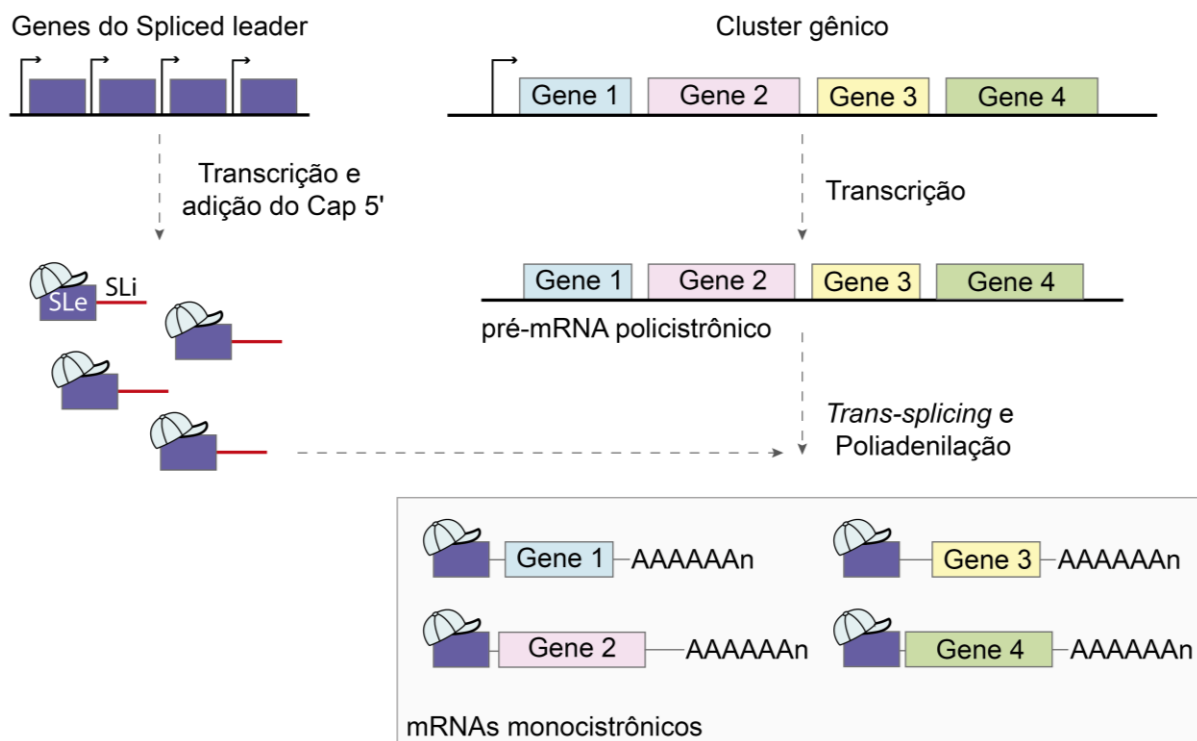 Genes do Spliced leader
Cluster gênico
Gene 1
Gene 2
Gene 3
Gene 4
Transcrição e
adição do Cap 5'
Transcrição
SLe
SLi
Gene 1
Gene 2
Gene 3
Gene 4
pré-mRNA policistrônico
Trans-splicing e
Poliadenilação
Gene 1
AAAAAAn
Gene 3
AAAAAAn
Gene 2
AAAAAAn
Gene 4
AAAAAAn
mRNAs monocistrônicos